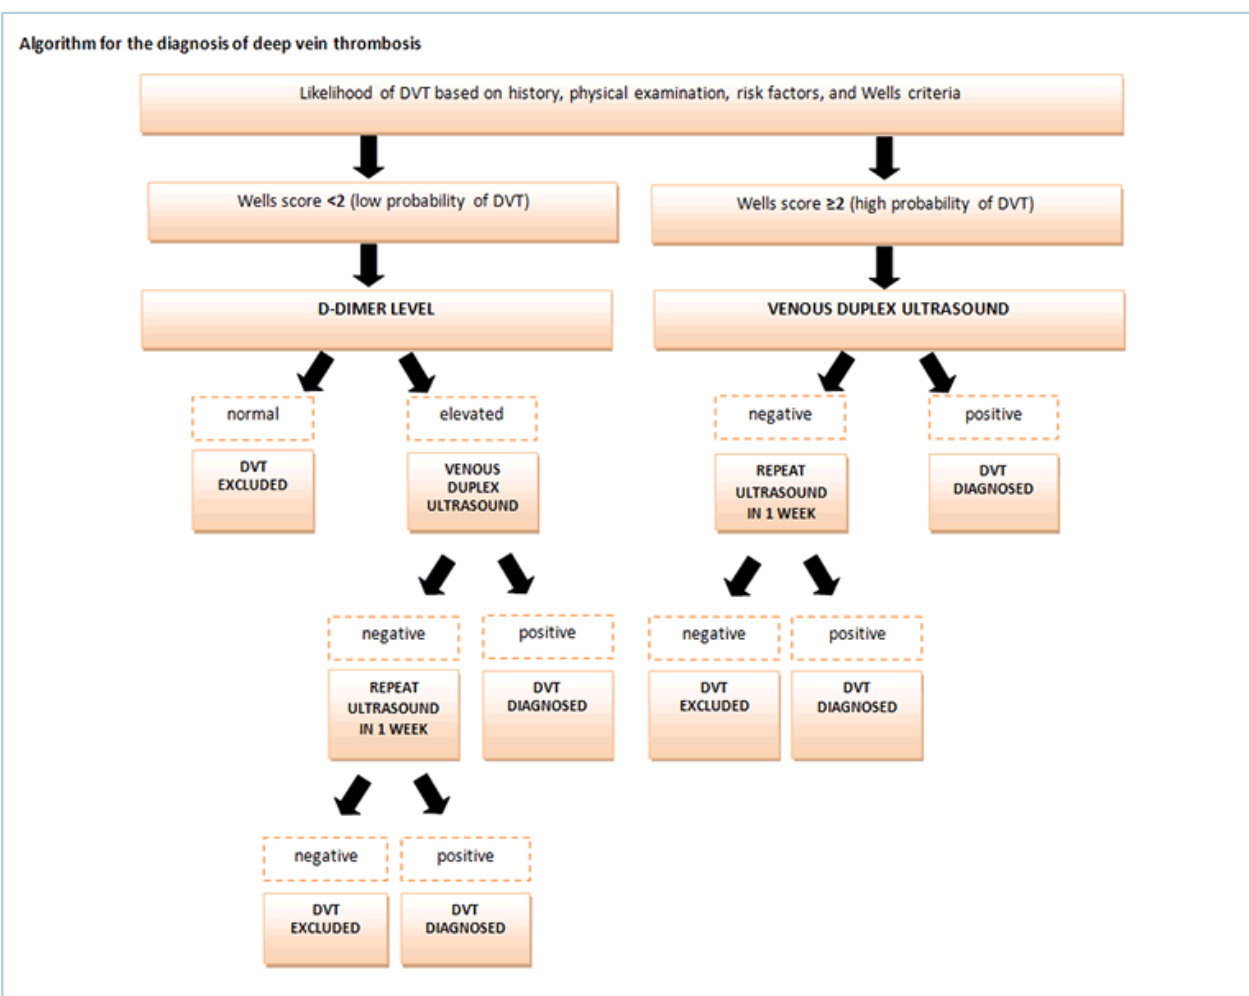 Algorithm for the diagnosis of deep vein thrombosis
Likelihood of DVT based on history, physical examination, risk factors, and Wells criteria
Wells score <2 (low probability of DVT)
Wells score ≥2 (high probability of DVT)
D-DIMER LEVEL
VENOUS DUPLEX ULTRASOUND
normal
elevated
negative
positive
DVT
EXCLUDED
VENOUS
DUPLEX
ULTRASOUND
REPEAT
ULTRASOUND
IN 1 WEEK
DVT
DIAGNOSED
negative
positive
negative
positive
REPEAT
ULTRASOUND
IN 1 WEEK
DVT
DIAGNOSED
DVT
EXCLUDED
DVT
DIAGNOSED
negative
positive
DVT
EXCLUDED
DVT
DIAGNOSED